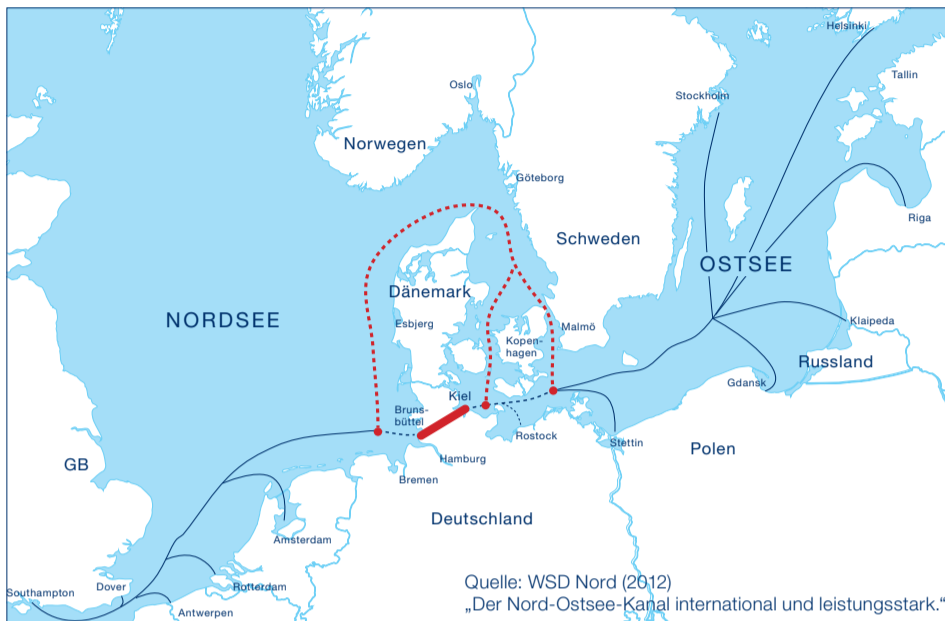 Helsinki
Tallin
Oslo
Stockholm
Norwegen
Göteborg
Riga
Schweden
OSTSEE
Dänemark
NORDSEE
Esbjerg
Malmö
Klaipeda
Kopen-
hagen
Russland
Gdansk
Kiel
Bruns-
büttel
Rostock
Stettin
Polen
GB
Hamburg
Bremen
Deutschland
Amsterdam
Quelle: WSD Nord (2012)
Dover
Rotterdam
Southampton
„Der Nord-Ostsee-Kanal international und leistungsstark.“
Antwerpen